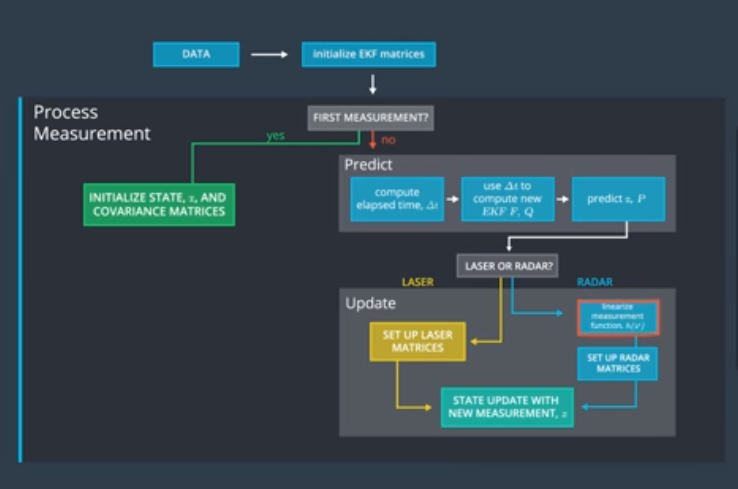 DATA
initialize EKF matrices
Process
Measurement
FIRST MEASUREMENT?
yes
no
INITIALIZE STATE, x, AND
COVARIANCE MATRICES
Predict
compute
elapsed time, Δt
use Δt to
compute new
EKF F, Q
predict x, P
LASER OR RADAR?
LASER
RADAR
Update
SET UP LASER
MATRICES
linearize
measurement
function, h(x')
SET UP RADAR
MATRICES
STATE UPDATE WITH
NEW MEASUREMENT, z